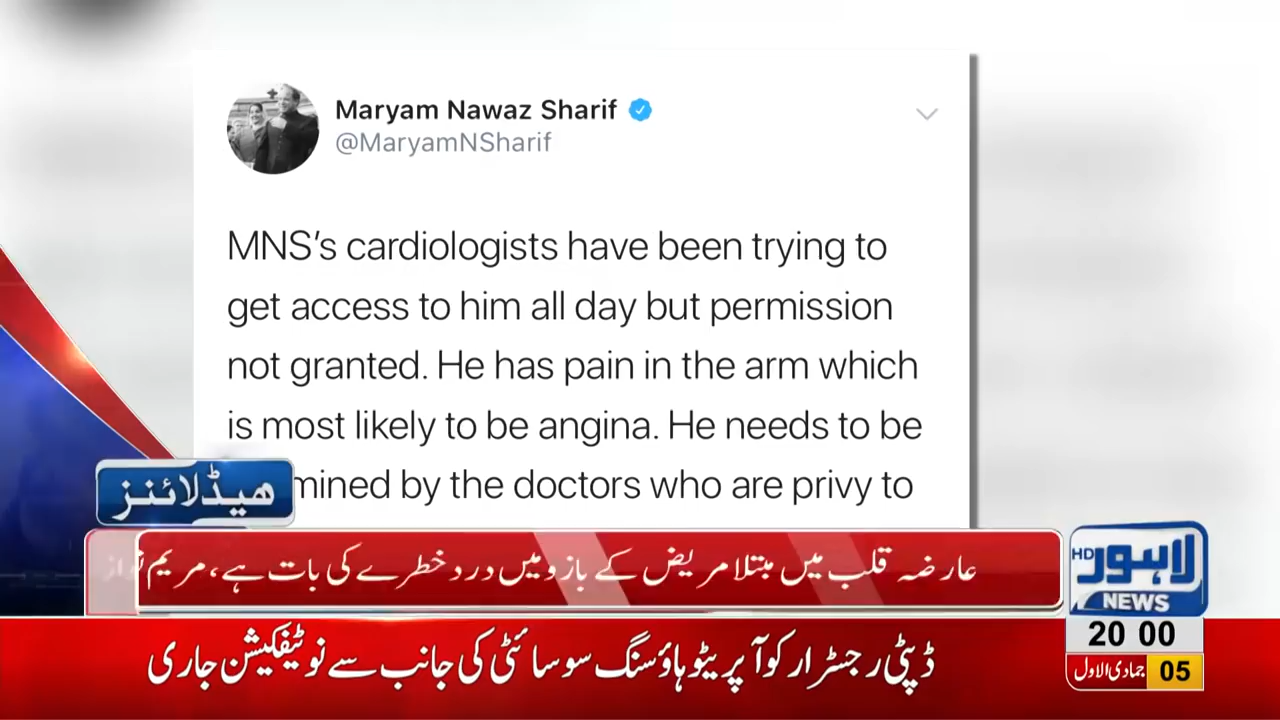 Maryam Nawaz Sharif
@MaryamNSharif
MNS's cardiologists have been trying to
get access to him all day but permission
not granted. He has pain in the arm which
is most likely to be angina. He needs to be
mined by the doctors who are privy to
ھیڈلائنز
عارضہ قلب میں مبتلا مریض کے بازو میں درد خطرے کی بات ہے، مریم نواز
HD لاہور
NEWS
20 00
ڈپٹی رجسٹرار کوآپریٹو ہاؤسنگ سوسائٹی کی جانب سے نوٹیفکیشن جاری
05 جمادی الاول